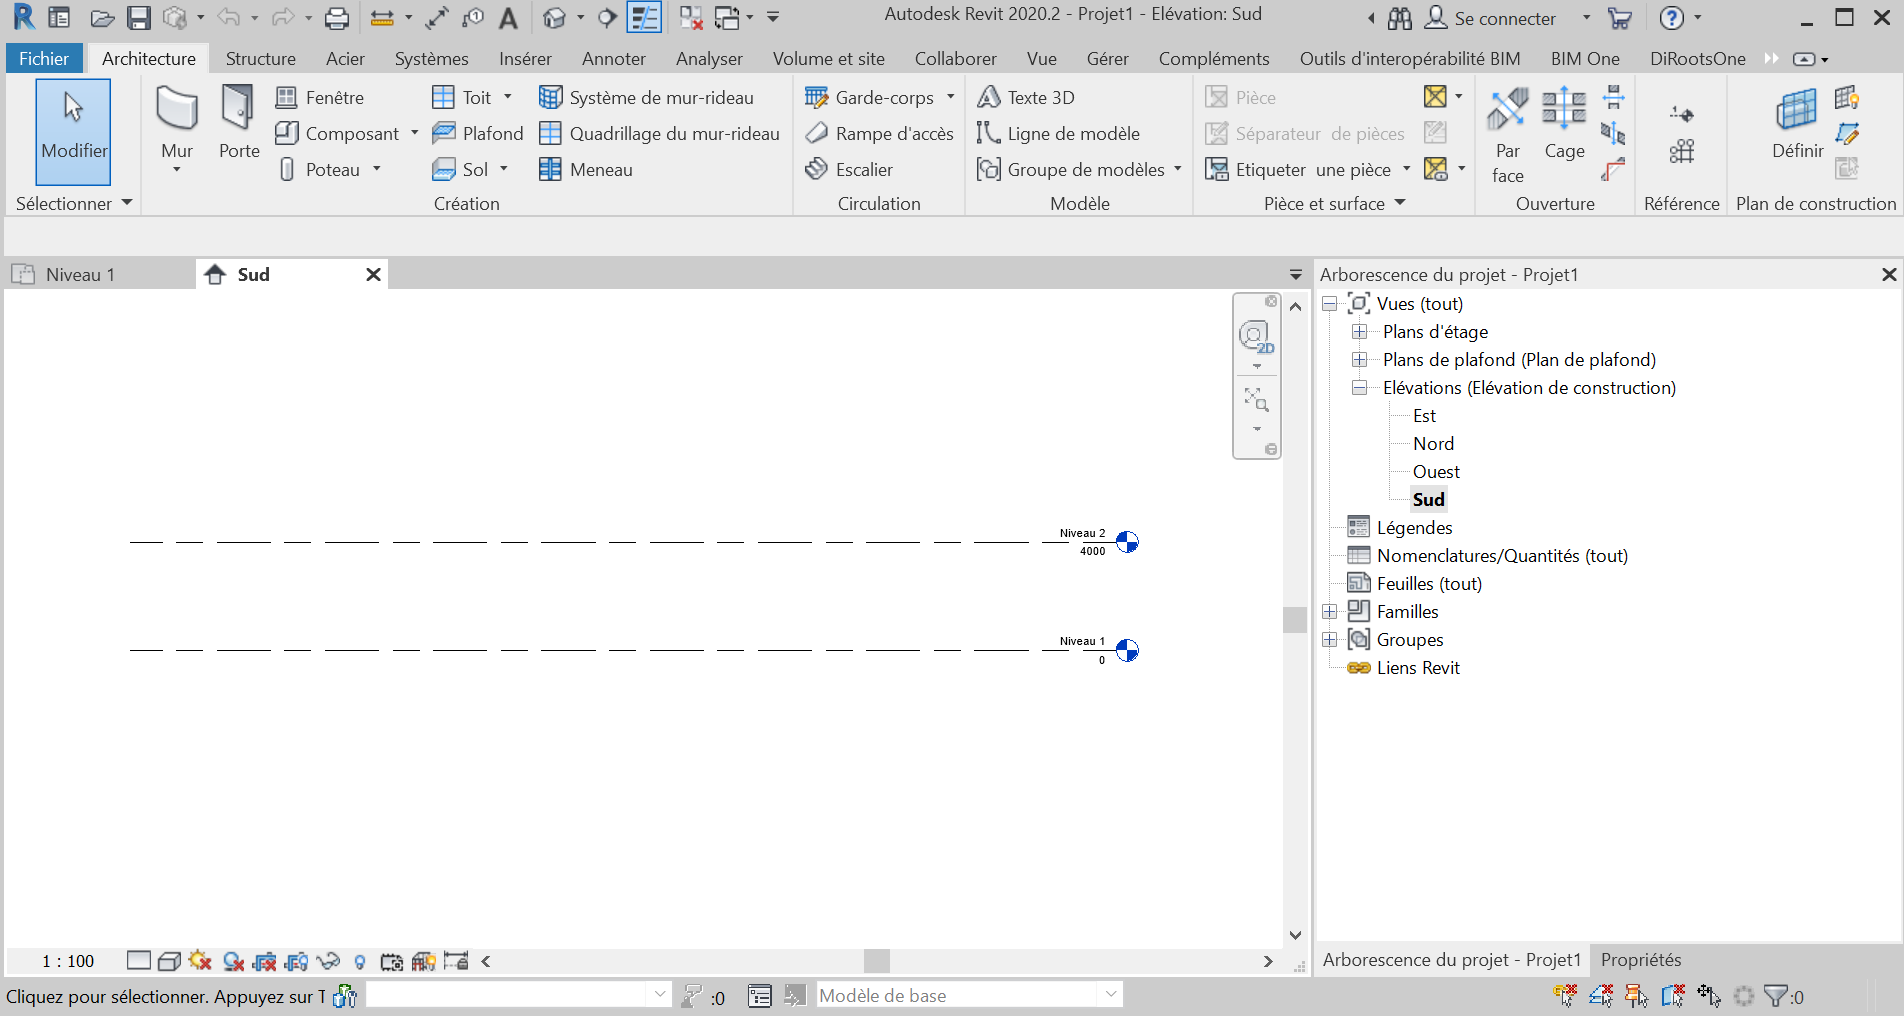 Autodesk Revit 2020.2 - Projet1 - Elévation: Sud
Se connecter
Fichier Architecture Structure Acier Systèmes Insérer Annoter Analyser Volume et site Collaborer Vue Gérer Compléments Outils d'interopérabilité BIM BIM One DiRootsOne
Modifier
Mur
Porte
Fenêtre
Composant
Poteau
Toit
Plafond
Sol
Système de mur-rideau
Quadrillage du mur-rideau
Meneau
Garde-corps
Rampe d'accès
Escalier
Texte 3D
Ligne de modèle
Groupe de modèles
Pièce
Séparateur de pièces
Etiqueter une pièce
Par
face
Cage
Définir
Sélectionner Création Circulation Modèle Pièce et surface Ouverture Référence Plan de construction
Niveau 1
Sud
Arborescence du projet - Projet1
Vues (tout)
Plans d'étage
Plans de plafond (Plan de plafond)
Elévations (Elévation de construction)
Est
Nord
Ouest
Sud
Légendes
Nomenclatures/Quantités (tout)
Feuilles (tout)
Familles
Groupes
Liens Revit
2D
Niveau 2
4000
Niveau 1
0
1 : 100
Arborescence du projet - Projet1
Propriétés
Cliquez pour sélectionner. Appuyez sur T
:0
Modèle de base
:0